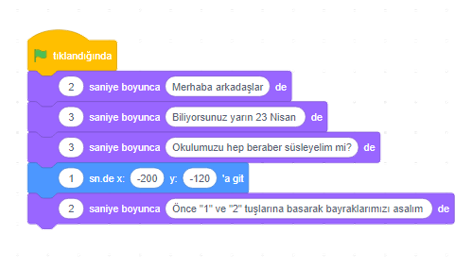 tıklandığında
2 saniye boyunca Merhaba arkadaşlar de
3 saniye boyunca Biliyorsunuz yarın 23 Nisan de
3 saniye boyunca Okulumuzu hep beraber süsleyelim mi? de
1 sn.de x: -200 y: -120 'a git
2 saniye boyunca Önce "1" ve "2" tuşlarına basarak bayraklarımızı asalım de